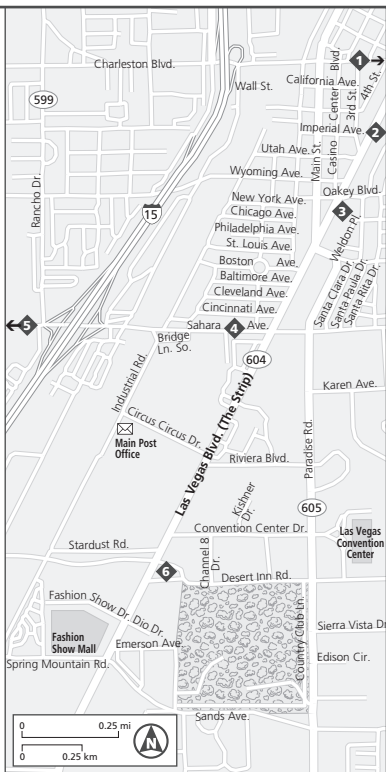 Charleston Blvd.
1
599
Wall St.
California Ave.
Casino Center Blvd.
3rd St.
4th St.
Imperial Ave.
2
Utah Ave.
Main St.
Wyoming Ave.
Rancho Dr.
15
New York Ave.
Oakey Blvd.
3
Chicago Ave.
Philadelphia Ave.
St. Louis Ave.
Weldon Pl.
Boston Ave.
Baltimore Ave.
Cleveland Ave.
Cincinnati Ave.
Santa Clara Dr.
Santa Paula Dr.
Santa Rita Dr.
5
Sahara Ave.
4
Bridge
Ln. So.
604
Industrial Rd.
Karen Ave.
Circus Circus Dr.
Main Post
Office
Las Vegas Blvd. (The Strip)
Paradise Rd.
Riviera Blvd.
Kishner
Dr.
605
Convention Center Dr.
Las Vegas
Convention
Center
Stardust Rd.
Channel 8
Dr.
6
Desert Inn Rd.
Fashion
Show Dr.
Dio Dr.
Country Club Ln.
Sierra Vista Dr
Fashion
Show Mall
Emerson Ave.
Edison Cir.
Spring Mountain Rd.
Sands Ave.
0 0.25 mi
0 0.25 km
N